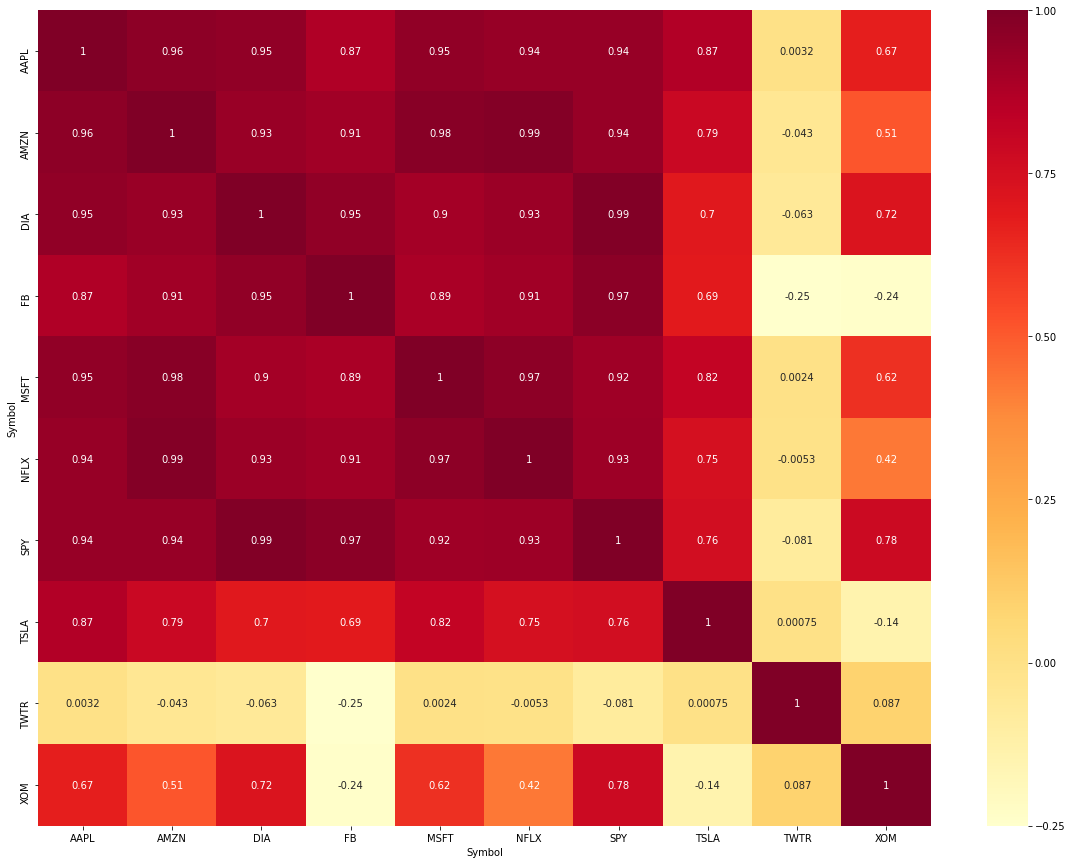 AAPL 1 0.96 0.95 0.87 0.95 0.94 0.94 0.87 0.0032 0.67
AMZN 0.96 1 0.93 0.91 0.98 0.99 0.94 0.79 -0.043 0.51
DIA 0.95 0.93 1 0.95 0.9 0.93 0.99 0.7 -0.063 0.72
FB 0.87 0.91 0.95 1 0.89 0.91 0.97 0.69 -0.25 -0.24
MSFT 0.95 0.98 0.9 0.89 1 0.97 0.92 0.82 0.0024 0.62
Symbol
NFLX 0.94 0.99 0.93 0.91 0.97 1 0.93 0.75 -0.0053 0.42
SPY 0.94 0.94 0.99 0.97 0.92 0.93 1 0.76 -0.081 0.78
TSLA 0.87 0.79 0.7 0.69 0.82 0.75 0.76 1 0.00075 -0.14
TWTR 0.0032 -0.043 -0.063 -0.25 0.0024 -0.0053 -0.081 0.00075 1 0.087
XOM 0.67 0.51 0.72 -0.24 0.62 0.42 0.78 -0.14 0.087 1
AAPL AMZN DIA FB MSFT NFLX SPY TSLA TWTR XOM
Symbol
1.00
0.75
0.50
0.25
0.00
-0.25